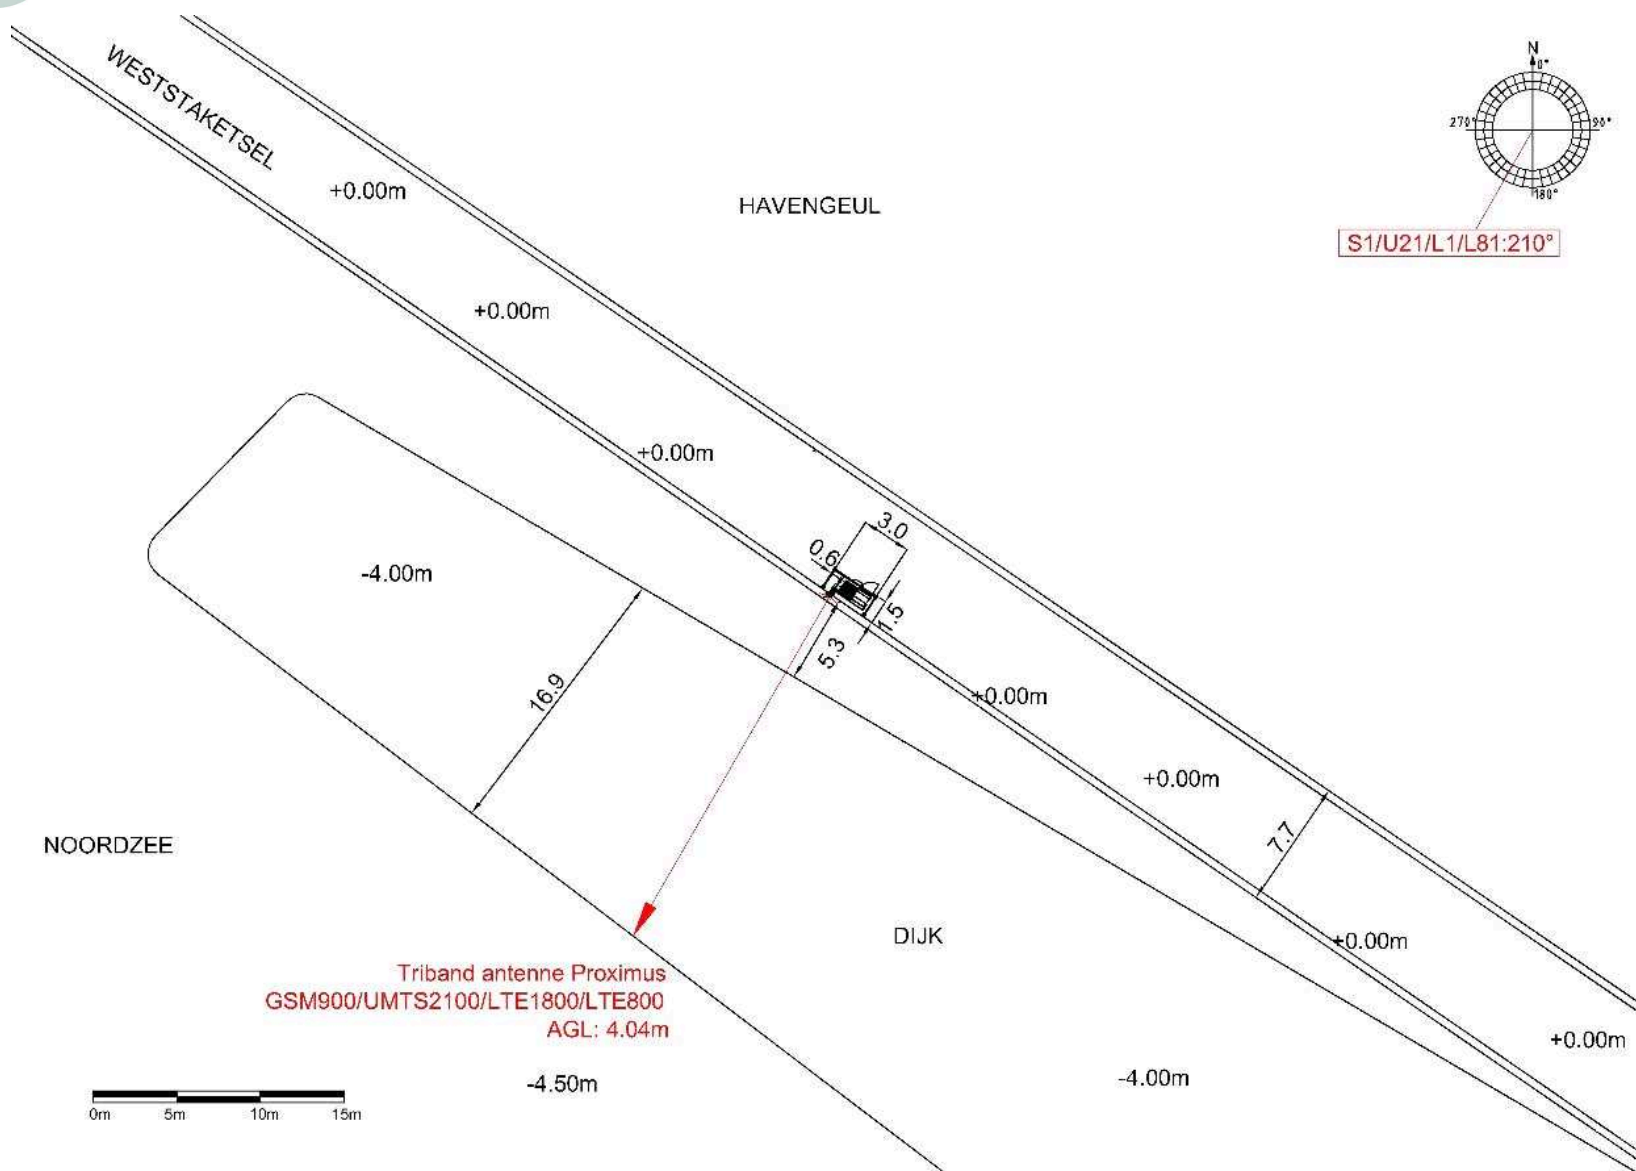 WESTSTAKETSEL
N
0°
270°
90°
180°
+0.00m
HAVENGEUL
S1/U21/L1/L81:210°
+0.00m
+0.00m
3.0
0.6
-4.00m
1.5
5.3
16.9
+0.00m
+0.00m
7.7
NOORDZEE
DIJK
+0.00m
Triband antenne Proximus
GSM900/UMTS2100/LTE1800/LTE800
AGL: 4.04m
+0.00m
-4.50m
-4.00m
0m 5m 10m 15m